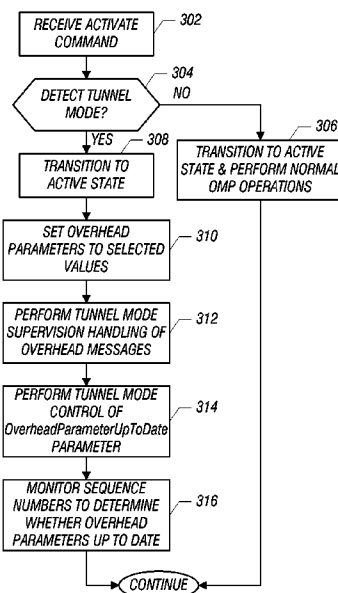 RECEIVE ACTIVATE
COMMAND
302
DETECT TUNNEL
MODE?
304
NO
YES
308
306
TRANSITION TO
ACTIVE STATE
TRANSITION TO ACTIVE
STATE & PERFORM NORMAL
OMP OPERATIONS
SET OVERHEAD
PARAMETERS TO SELECTED
VALUES
310
PERFORM TUNNEL MODE
SUPERVISION HANDLING OF
OVERHEAD MESSAGES
312
PERFORM TUNNEL MODE
CONTROL OF
OverheadParameterUpToDate
PARAMETER
314
MONITOR SEQUENCE
NUMBERS TO DETERMINE
WHETHER OVERHEAD
PARAMETERS UP TO DATE
316
CONTINUE